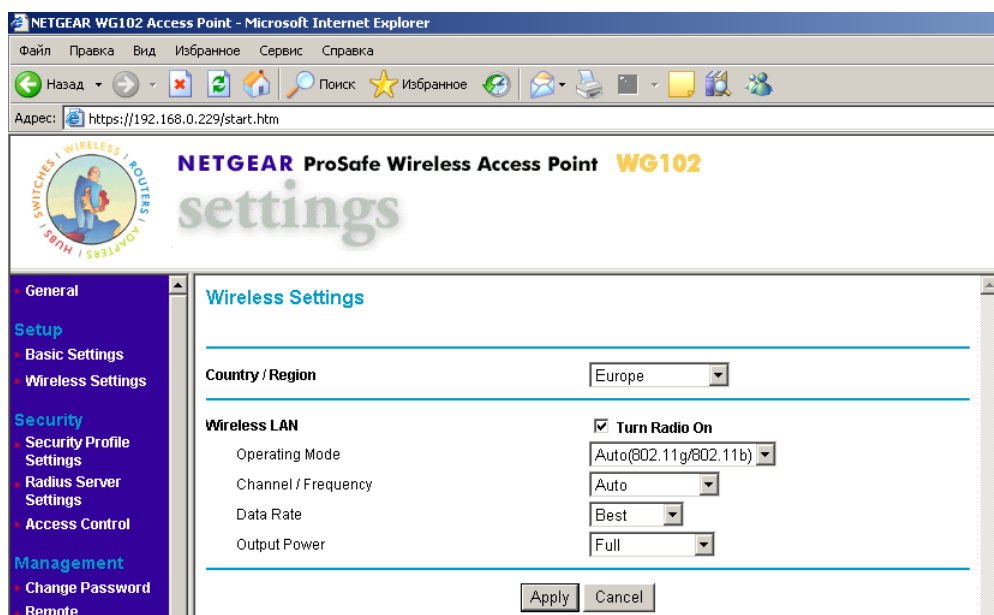 NETGEAR WG102 Access Point - Microsoft Internet Explorer
Файл Правка Вид Избранное Сервис Справка
Назад Поиск Избранное
Адрес: https://192.168.0.229/start.htm
SWITCHES | WIRELESS | ROUTERS | ADAPTERS | HUBS |
NETGEAR ProSafe Wireless Access Point WG102
settings
General
Setup
Basic Settings
Wireless Settings
Security
Security Profile
Settings
Radius Server
Settings
Access Control
Management
Change Password
Remote
Wireless Settings
Country / Region Europe
Wireless LAN Turn Radio On
Operating Mode Auto(802.11g/802.11b)
Channel / Frequency Auto
Data Rate Best
Output Power Full
Apply Cancel